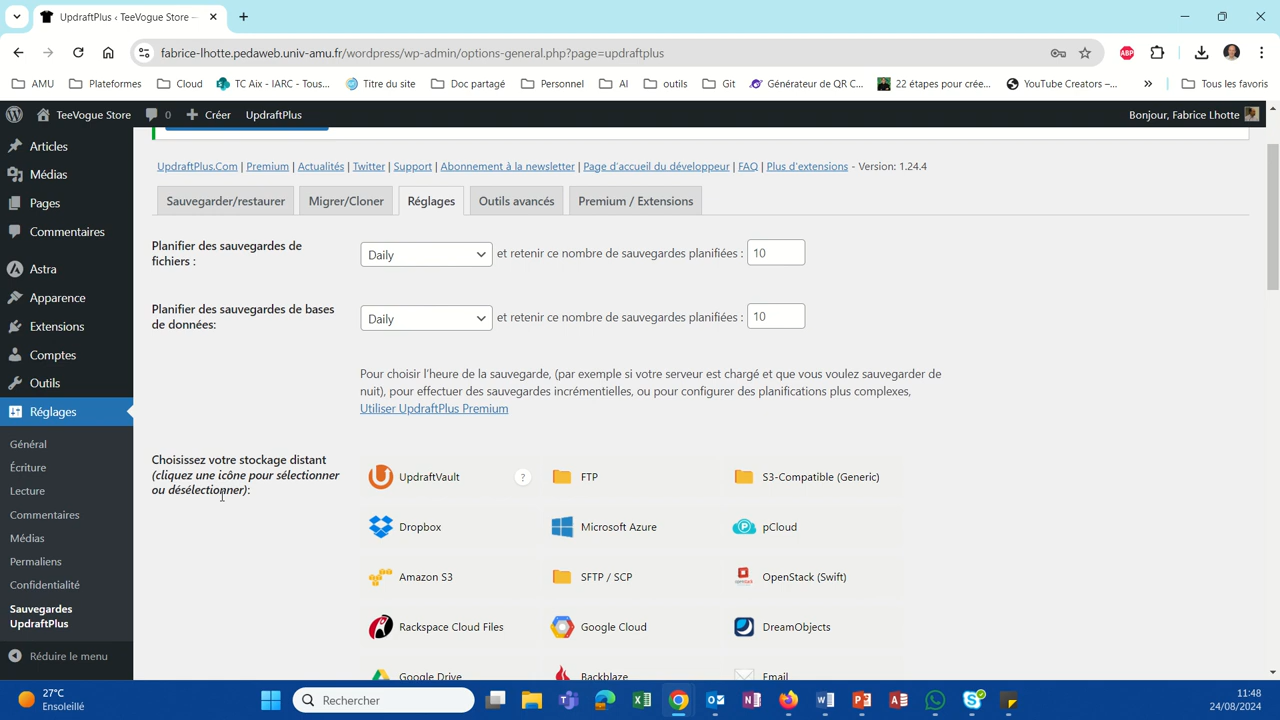 UpdraftPlus ‹ TeeVogue Store —
fabrice-lhotte.pedaweb.univ-amu.fr/wordpress/wp-admin/options-general.php?page=updraftplus
AMU
Plateformes
Cloud
TC Aix - IARC - Tous...
Titre du site
Doc partagé
Personnel
AI
outils
Git
Générateur de QR C...
22 étapes pour crée...
YouTube Creators –...
Tous les favoris
TeeVogue Store
0
Créer
UpdraftPlus
Bonjour, Fabrice Lhotte
Articles
Médias
Pages
Commentaires
Astra
Apparence
Extensions
Comptes
Outils
Réglages
Général
Écriture
Lecture
Commentaires
Médias
Permaliens
Confidentialité
Sauvegardes
UpdraftPlus
Réduire le menu
UpdraftPlus.Com | Premium | Actualités | Twitter | Support | Abonnement à la newsletter | Page d'accueil du développeur | FAQ | Plus d'extensions - Version: 1.24.4
Sauvegarder/restaurer
Migrer/Cloner
Réglages
Outils avancés
Premium / Extensions
Planifier des sauvegardes de
fichiers :
Daily
et retenir ce nombre de sauvegardes planifiées :
10
Planifier des sauvegardes de bases
de données:
Daily
et retenir ce nombre de sauvegardes planifiées :
10
Pour choisir l'heure de la sauvegarde, (par exemple si votre serveur est chargé et que vous voulez sauvegarder de
nuit), pour effectuer des sauvegardes incrémentielles, ou pour configurer des planifications plus complexes,
Utiliser UpdraftPlus Premium
Choisissez votre stockage distant
(cliquez une icône pour sélectionner
ou désélectionner):
UpdraftVault
?
FTP
S3-Compatible (Generic)
Dropbox
Microsoft Azure
pCloud
Amazon S3
SFTP / SCP
openstack
OpenStack (Swift)
Rackspace Cloud Files
Google Cloud
DreamObjects
Google Drive
Backblaze
Email
27°C
Ensoleillé
Rechercher
11:48
24/08/2024